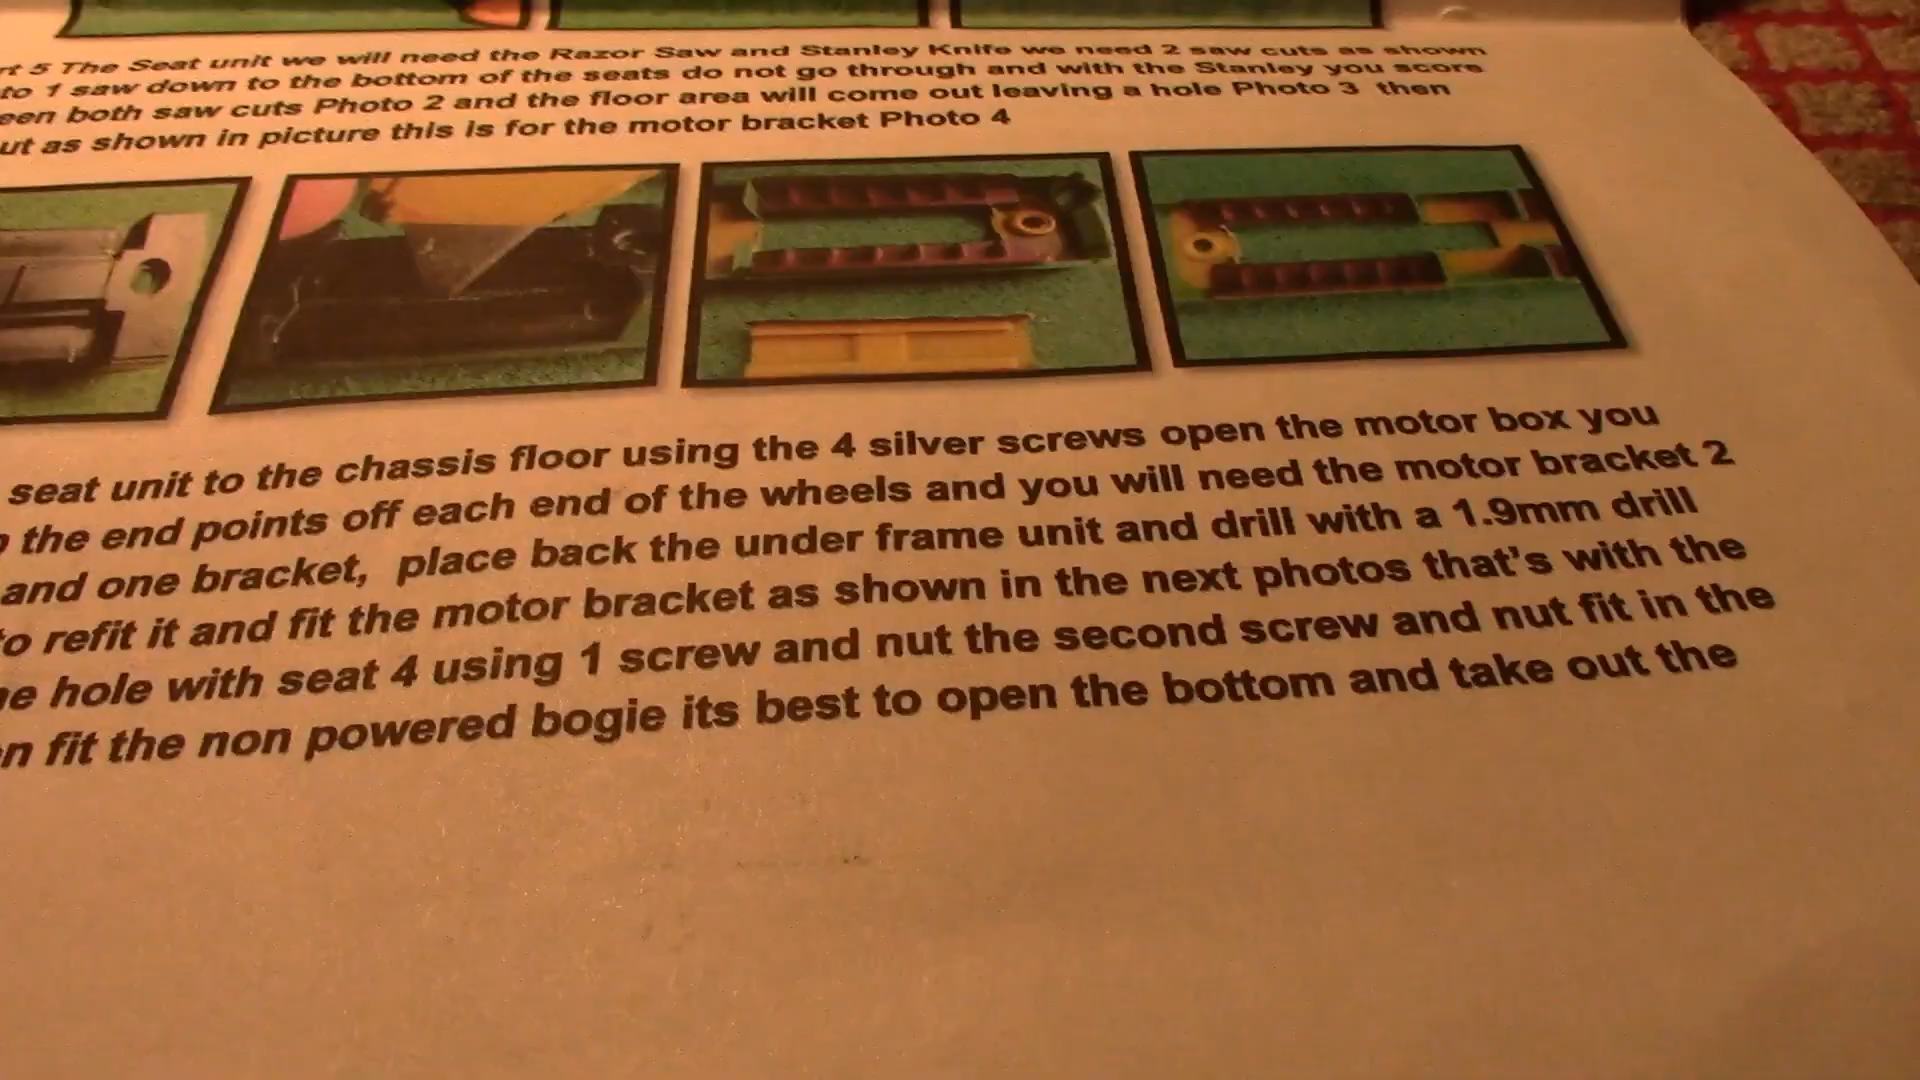 5 The Seat unit we will need the Razor Saw and Stanley Knife we need 2 saw cuts as shown
to 1 saw down to the bottom of the seats do not go through and with the Stanley you score
een both saw cuts Photo 2 and the floor area will come out leaving a hole Photo 3 then
ut as shown in picture this is for the motor bracket Photo 4
seat unit to the chassis floor using the 4 silver screws open the motor box you
the end points off each end of the wheels and you will need the motor bracket 2
and one bracket, place back the under frame unit and drill with a 1.9mm drill
to refit it and fit the motor bracket as shown in the next photos that's with the
hole with seat 4 using 1 screw and nut the second screw and nut fit in the
n fit the non powered bogie its best to open the bottom and take out the